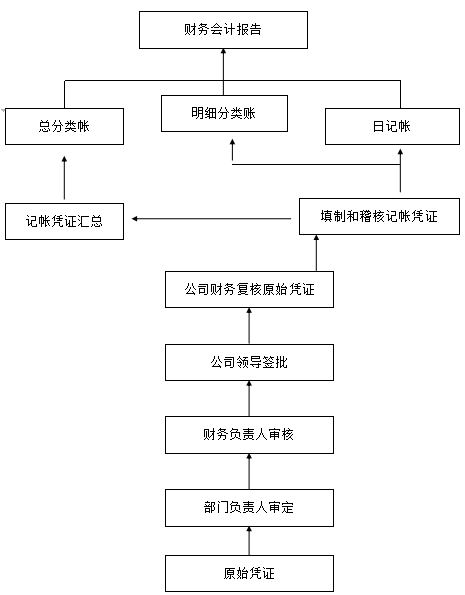 财务会计报告
总分类帐
明细分类账
日记帐
记帐凭证汇总
填制和稽核记帐凭证
公司财务复核原始凭证
公司领导签批
财务负责人审核
部门负责人审定
原始凭证